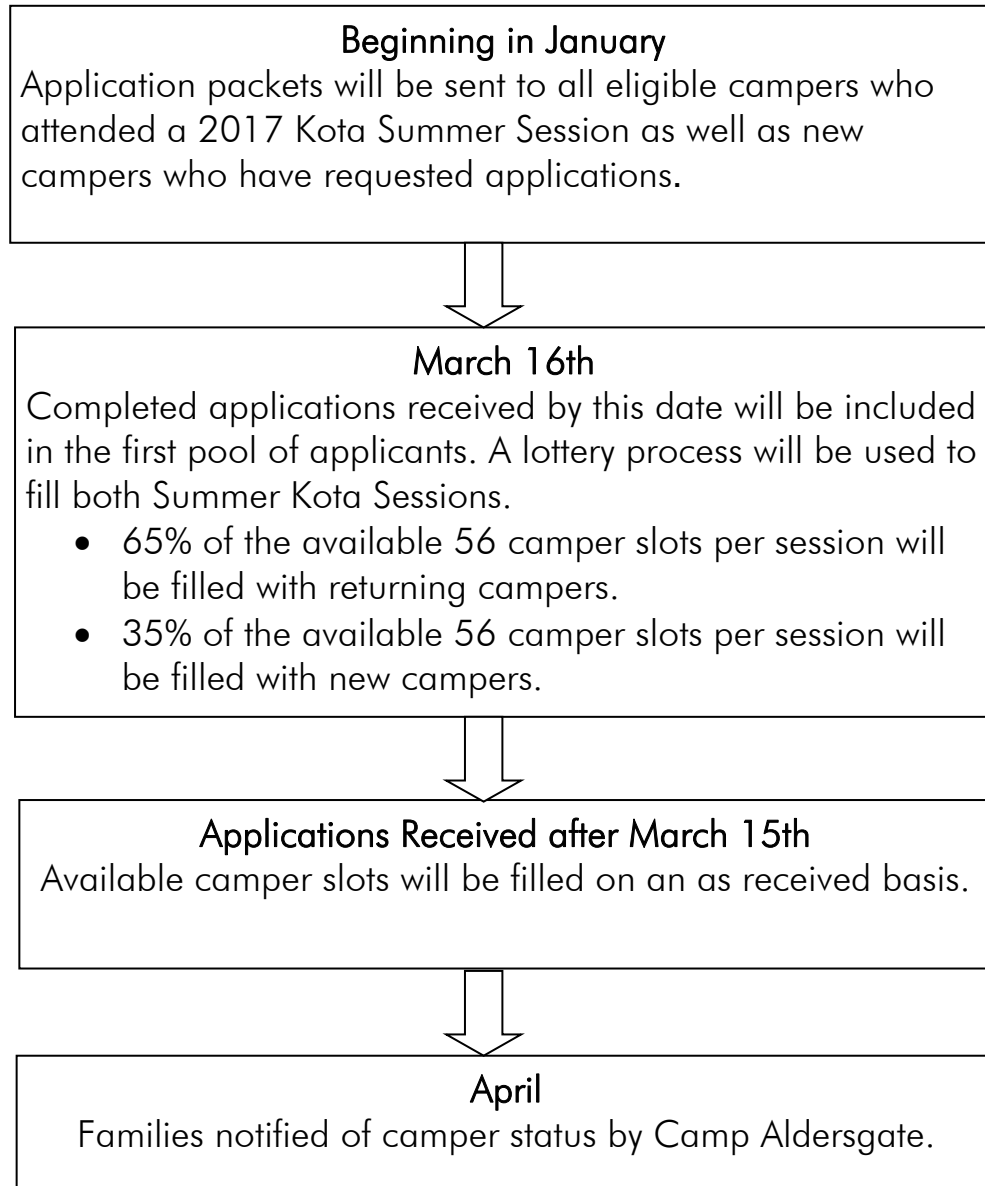 Beginning in January
Application packets will be sent to all eligible campers who
attended a 2017 Kota Summer Session as well as new
campers who have requested applications.
March 16th
Completed applications received by this date will be included
in the first pool of applicants. A lottery process will be used to
fill both Summer Kota Sessions.
• 65% of the available 56 camper slots per session will
be filled with returning campers.
• 35% of the available 56 camper slots per session will
be filled with new campers.
Applications Received after March 15th
Available camper slots will be filled on an as received basis.
April
Families notified of camper status by Camp Aldersgate.